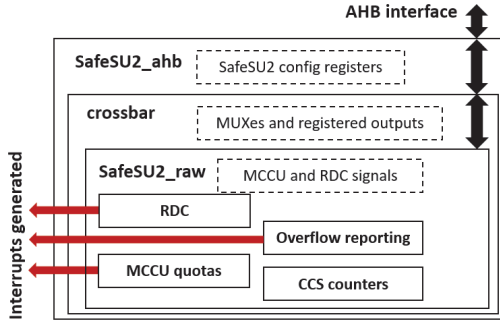 AHB interface
SafeSU2_ahb
SafeSU2 config registers
crossbar
MUXes and registered outputs
SafeSU2_raw
MCCU and RDC signals
Interrupts generated
RDC
Overflow reporting
MCCU quotas
CCS counters